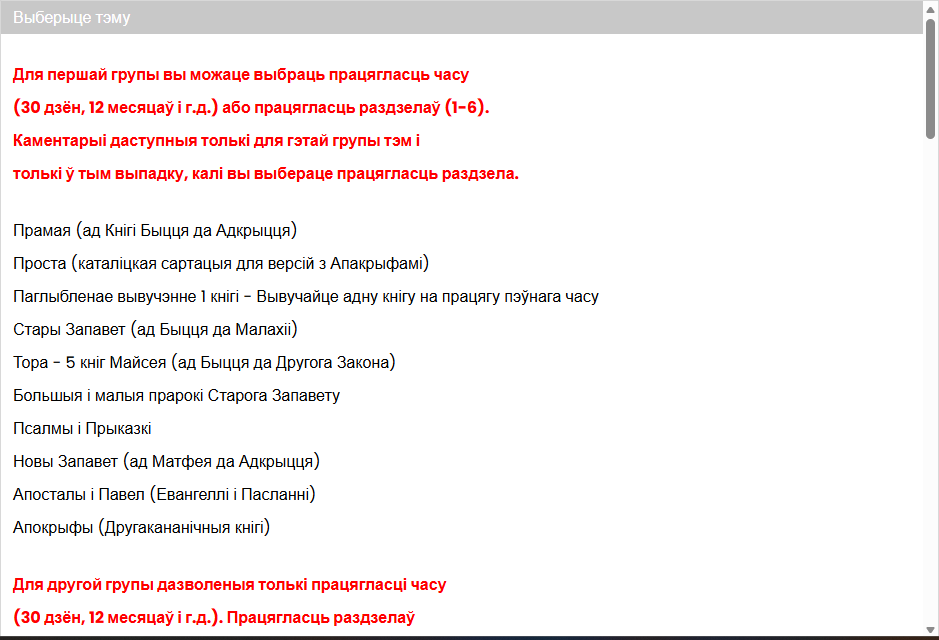 Выберыце тэму
Для першай групы вы можаце выбраць працягласць часу
(30 дзён, 12 месяцаў і г.д.) або працягласць раздзелаў (1-6).
Каментарыі даступныя толькі для гэтай групы тэм і
толькі ў тым выпадку, калі вы выбераце працягласць раздзела.
Прамая (ад Кнігі Быцця да Адкрыцця)
Проста (каталіцкая сартацыя для версій з Апакрыфамі)
Паглыбленае вывучэнне 1 кнігі - Вывучайце адну кнігу на працягу пэўнага часу
Стары Запавет (ад Быцця да Малахіі)
Тора - 5 кніг Майсея (ад Быцця да Другога Закона)
Большыя і малыя прарокі Старога Запавету
Псалмы і Прыказкі
Новы Запавет (ад Матфея да Адкрыцця)
Апосталы і Павел (Евангеллі і Пасланні)
Апокрыфы (Другакананічныя кнігі)
Для другой групы дазволеныя толькі працягласці часу
(30 дзён, 12 месяцаў і г.д.). Працягласць раздзелаў